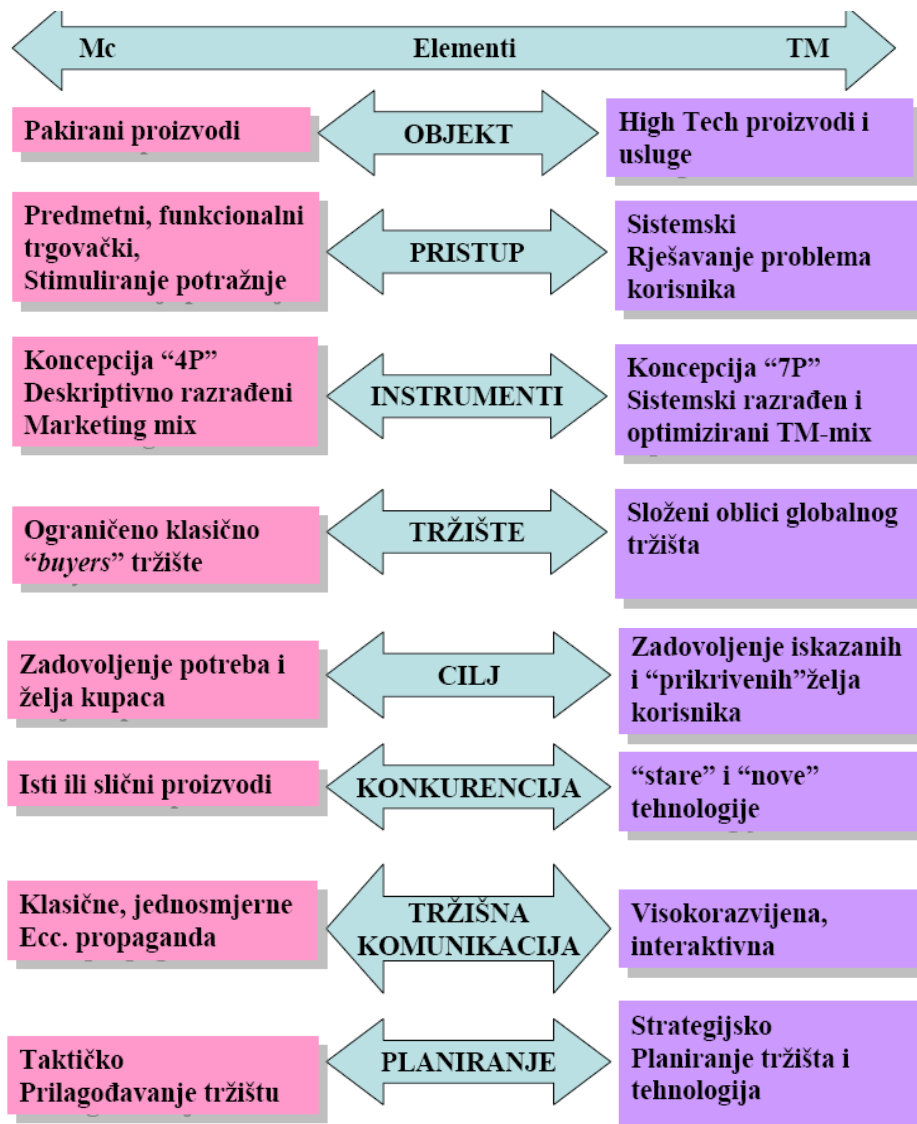 Mc Elementi TM
Pakirani proizvodi
OBJEKT
High Tech proizvodi i
usluge
Predmetni, funkcionalni
trgovački,
Stimuliranje potražnje
PRISTUP
Sistemski
Rješavanje problema
korisnika
Koncepcija “4P”
Deskriptivno razrađeni
Marketing mix
INSTRUMENTI
Koncepcija “7P”
Sistemski razrađen i
optimizirani TM-mix
Ograničeno klasično
“buyers” tržište
TRŽIŠTE
Složeni oblici globalnog
tržišta
Zadovoljenje potreba i
želja kupaca
CILJ
Zadovoljenje iskazanih
i “prikrivenih”želja
korisnika
Isti ili slični proizvodi
KONKURENCIJA
“stare” i “nove”
tehnologije
Klasične, jednosmjerne
Ecc. propaganda
TRŽIŠNA
KOMUNIKACIJA
Visokorazvijena,
interaktivna
Taktičko
Prilagođavanje tržištu
PLANIRANJE
Strategijsko
Planiranje tržišta i
tehnologija